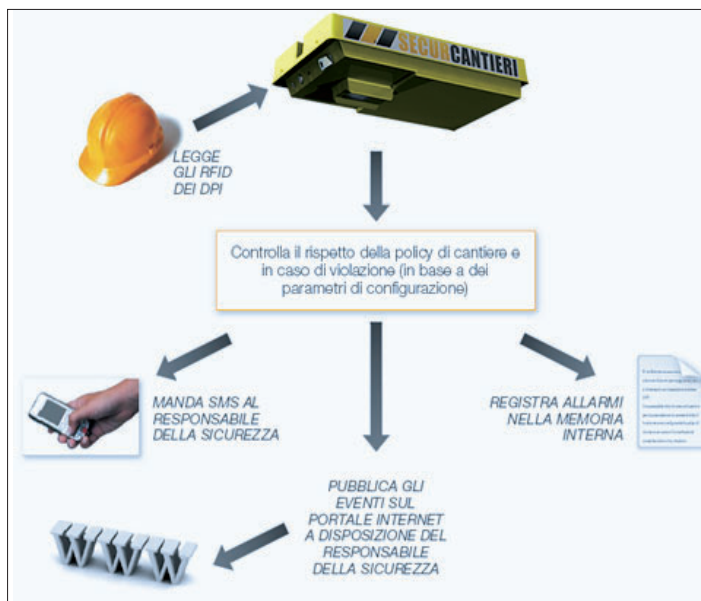 SECURCANTIERI
LEGGE
GLI RFID
DEI DPI
Controlla il rispetto della policy di cantiere e
in caso di violazione (in base a dei
parametri di configurazione)
MANDA SMS AL
RESPONSABILE
DELLA SICUREZZA
REGISTRA ALLARMI
NELLA MEMORIA
INTERNA
PUBBLICA GLI
EVENTI SUL
PORTALE INTERNET
A DISPOSIZIONE DEL
RESPONSABILE
DELLA SICUREZZA
WWW